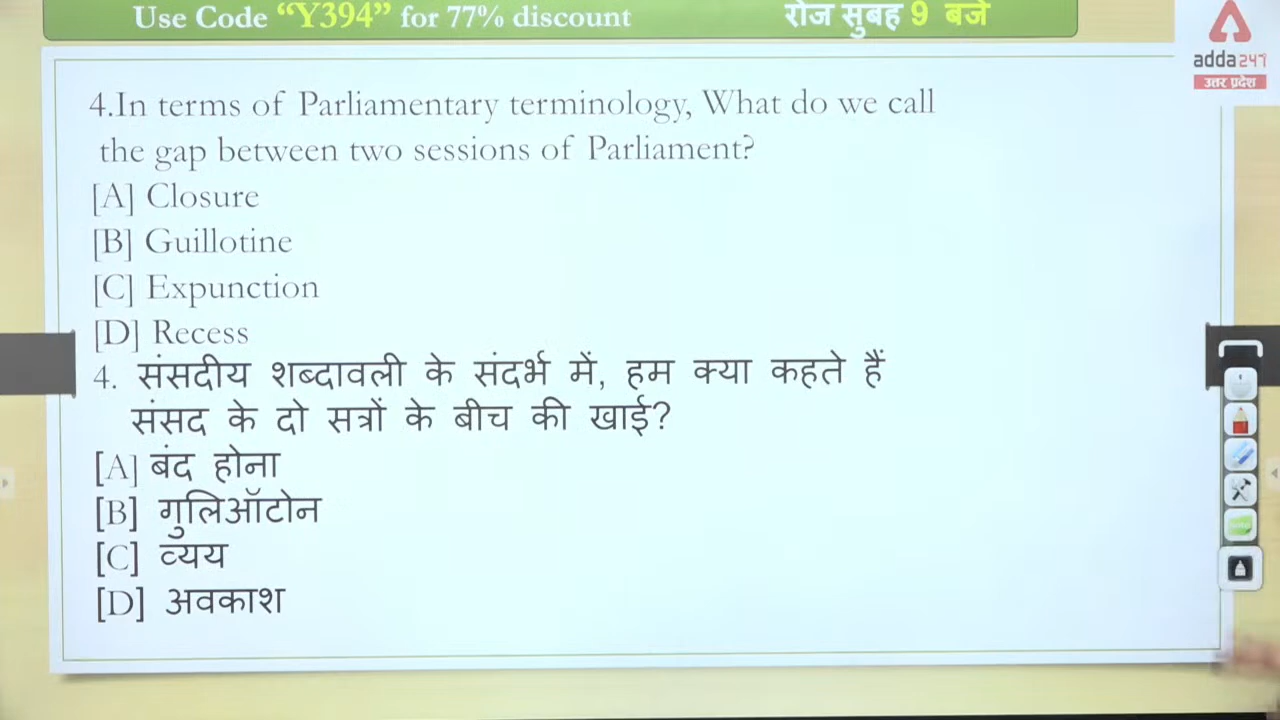 Use Code “Y394” for 77% discount
रोज सुबह 9 बजे
adda247
उत्तर प्रदेश
4.In terms of Parliamentary terminology, What do we call
the gap between two sessions of Parliament?
[A] Closure
[B] Guillotine
[C] Expunction
[D] Recess
4. संसदीय शब्दावली के संदर्भ में, हम क्या कहते हैं
संसद के दो सत्रों के बीच की खाई?
[A] बंद होना
[B] गुलिऑटोन
[C] व्यय
[D] अवकाश